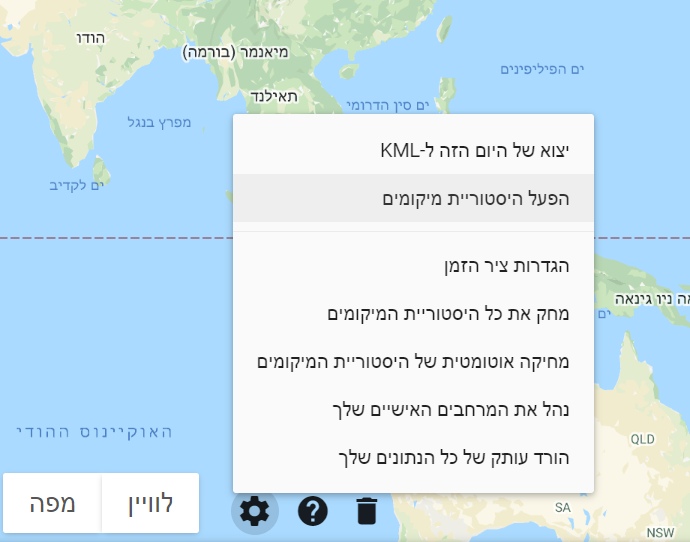 הודו
מיאנמר (בורמה)
ים הפיליפינים
תאילנד
ים סין הדרומי
מפרץ בנגל
ים לקדיב
יצוא של היום הזה ל-KML
הפעל היסטוריית מיקומים
הגדרות ציר הזמן
מחק את כל היסטוריית המיקומים
מחיקה אוטומטית של היסטוריית המיקומים
נהל את המרחבים האישיים שלך
הורד עותק של כל הנתונים שלך
ניו גינאה
ים
האוקיינוס ההודי
QLD
SA
NSW
לוויין
מפה